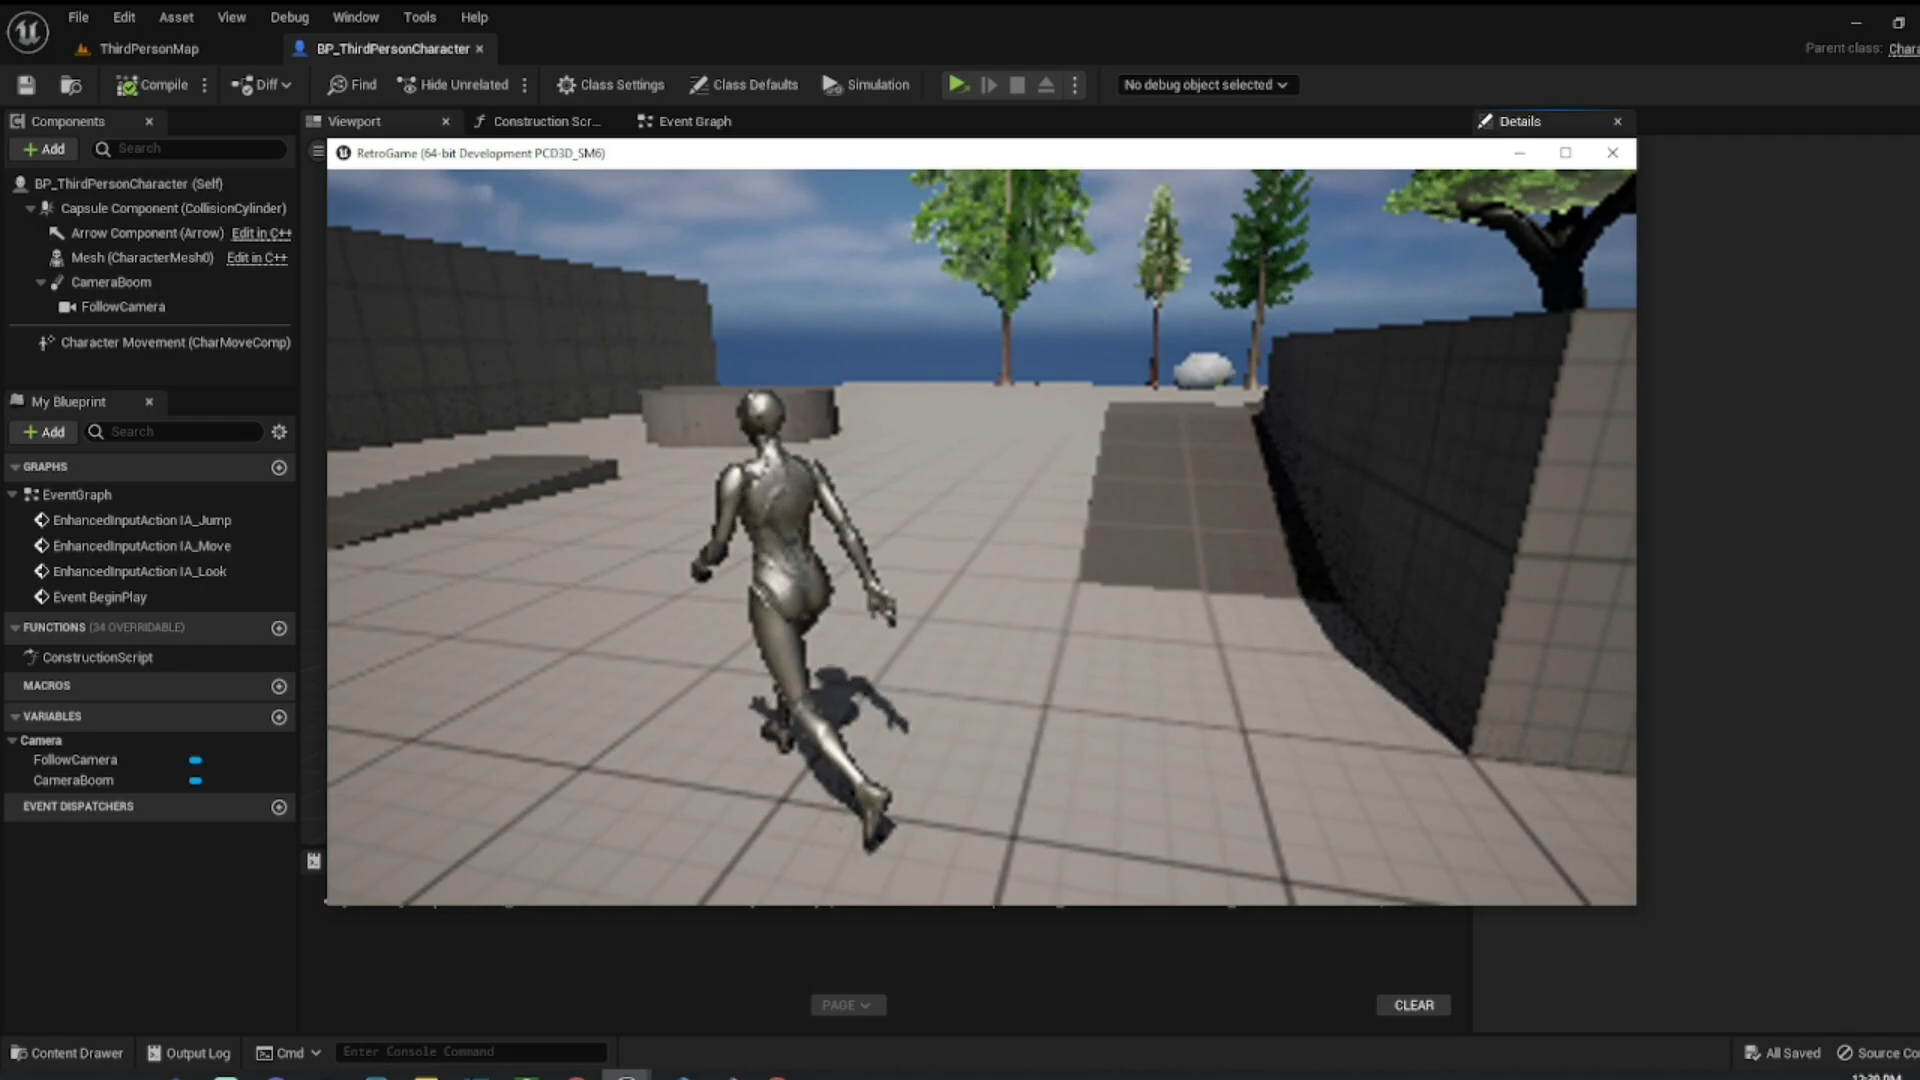 File Edit Asset View Debug Window Tools Help
ThirdPersonMap
BP_ThirdPersonCharacter
Parent class: Chara
Compile
Diff
Find
Hide Unrelated
Class Settings
Class Defaults
Simulation
No debug object selected
Components
Viewport
Construction Scr...
Event Graph
Details
Add
Search
RetroGame (64-bit Development PCD3D_SM6)
BP_ThirdPersonCharacter (Self)
Capsule Component (CollisionCylinder)
Arrow Component (Arrow) Edit in C++
Mesh (CharacterMesh0) Edit in C++
CameraBoom
FollowCamera
Character Movement (CharMoveComp)
My Blueprint
Add
Search
GRAPHS
EventGraph
EnhancedInputAction IA_Jump
EnhancedInputAction IA_Move
EnhancedInputAction IA_Look
Event BeginPlay
FUNCTIONS (34 OVERRIDABLE)
ConstructionScript
MACROS
VARIABLES
Camera
FollowCamera
CameraBoom
EVENT DISPATCHERS
PAGE
CLEAR
Content Drawer
Output Log
Cmd
Enter Console Command
All Saved
Source Co